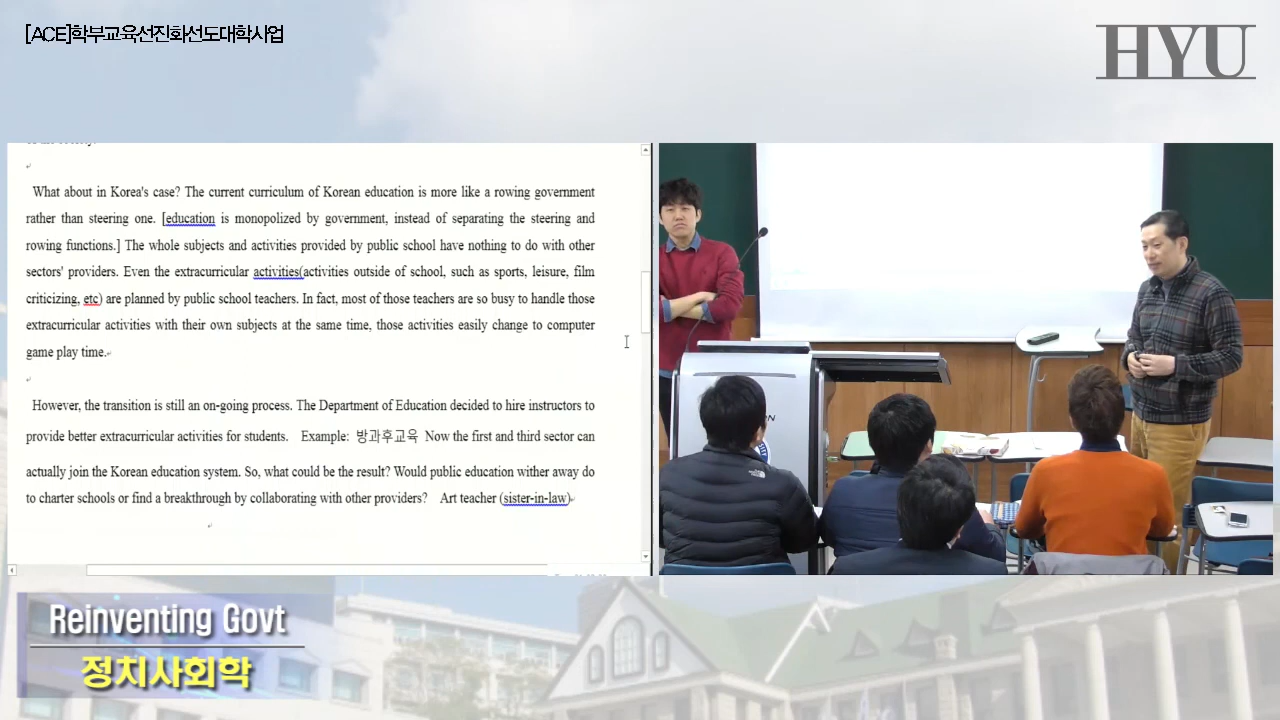 [ACE]학부교육선진화선도대학사업
HYU
What about in Korea's case? The current curriculum of Korean education is more like a rowing government
rather than steering one. [education is monopolized by government, instead of separating the steering and
rowing functions.] The whole subjects and activities provided by public school have nothing to do with other
sectors' providers. Even the extracurricular activities(activities outside of school, such as sports, leisure, film
criticizing, etc) are planned by public school teachers. In fact, most of those teachers are so busy to handle those
extracurricular activities with their own subjects at the same time, those activities easily change to computer
game play time.
However, the transition is still an on-going process. The Department of Education decided to hire instructors to
provide better extracurricular activities for students. Example: 방과후교육 Now the first and third sector can
actually join the Korean education system. So, what could be the result? Would public education wither away do
to charter schools or find a breakthrough by collaborating with other providers? Art teacher (sister-in-law)
Reinventing Govt
정치사회학